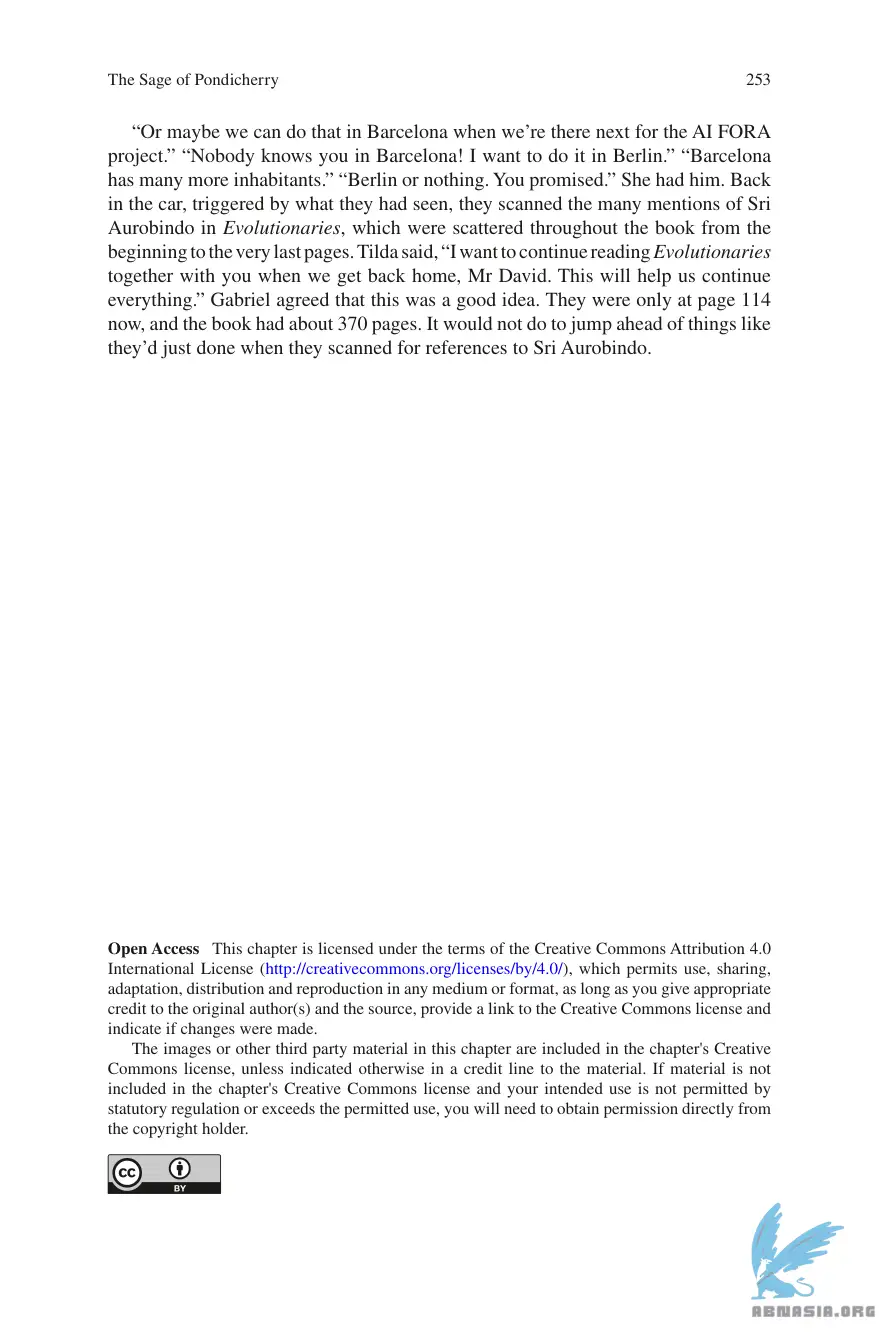 The Sage of Pondicherry 253
“Or maybe we can do that in Barcelona when we’re there next for the AI FORA
project.” “Nobody knows you in Barcelona! I want to do it in Berlin.” “Barcelona
has many more inhabitants.” “Berlin or nothing. You promised.” She had him. Back
in the car, triggered by what they had seen, they scanned the many mentions of Sri
Aurobindo in Evolutionaries, which were scattered throughout the book from the
beginning to the very last pages. Tilda said, “I want to continue reading Evolutionaries
together with you when we get back home, Mr David. This will help us continue
everything.” Gabriel agreed that this was a good idea. They were only at page 114
now, and the book had about 370 pages. It would not do to jump ahead of things like
they’d just done when they scanned for references to Sri Aurobindo.
Open Access This chapter is licensed under the terms of the Creative Commons Attribution 4.0
International License (http://creativecommons.org/licenses/by/4.0/), which permits use, sharing,
adaptation, distribution and reproduction in any medium or format, as long as you give appropriate
credit to the original author(s) and the source, provide a link to the Creative Commons license and
indicate if changes were made.
The images or other third party material in this chapter are included in the chapter's Creative
Commons license, unless indicated otherwise in a credit line to the material. If material is not
included in the chapter's Creative Commons license and your intended use is not permitted by
statutory regulation or exceeds the permitted use, you will need to obtain permission directly from
the copyright holder.
cc
BY
ABNASIA.ORG